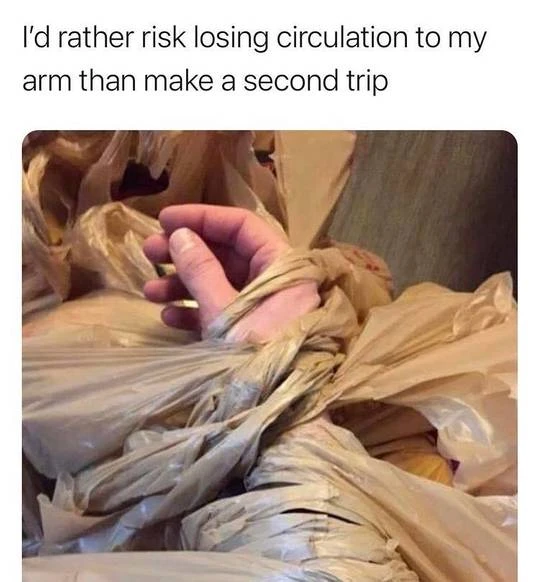 I'd rather risk losing circulation to my
arm than make a second trip